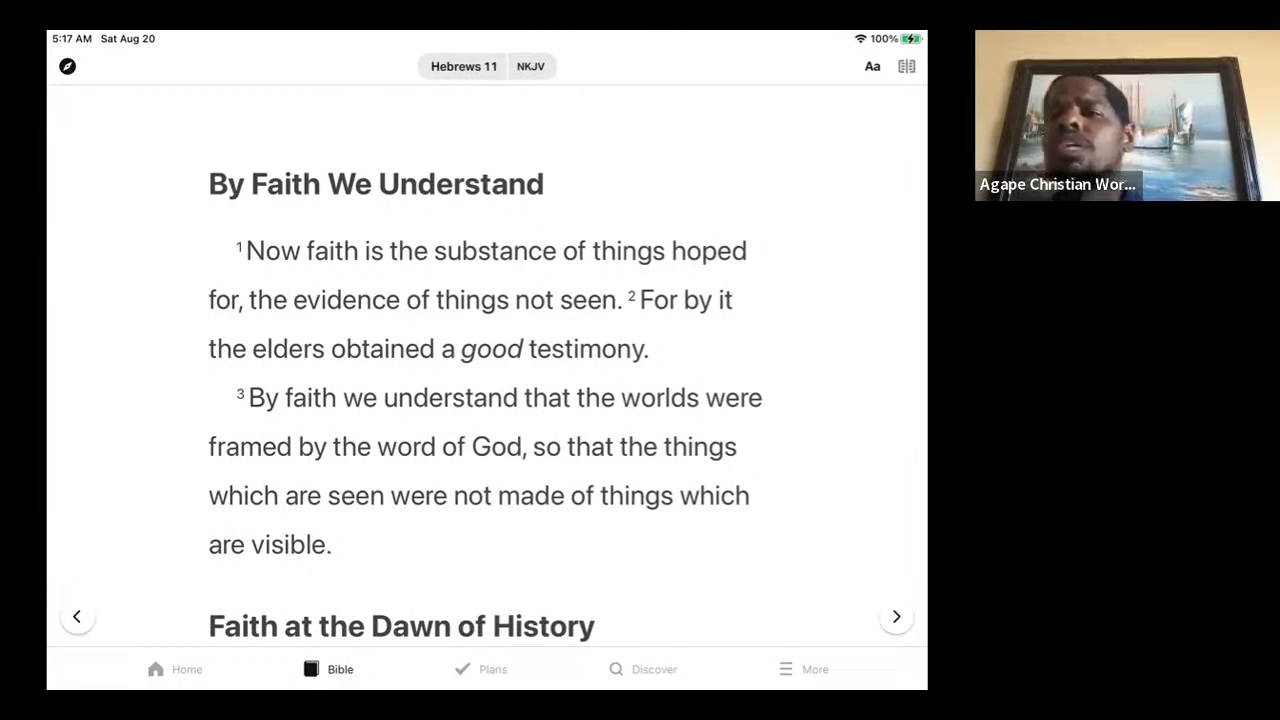 5:17 AM Sat Aug 20
100%
Hebrews 11 NKJV
Aa
By Faith We Understand
1 Now faith is the substance of things hoped
for, the evidence of things not seen. 2 For by it
the elders obtained a good testimony.
3 By faith we understand that the worlds were
framed by the word of God, so that the things
which are seen were not made of things which
are visible.
Faith at the Dawn of History
Home Bible Plans Discover More
Agape Christian Wor...